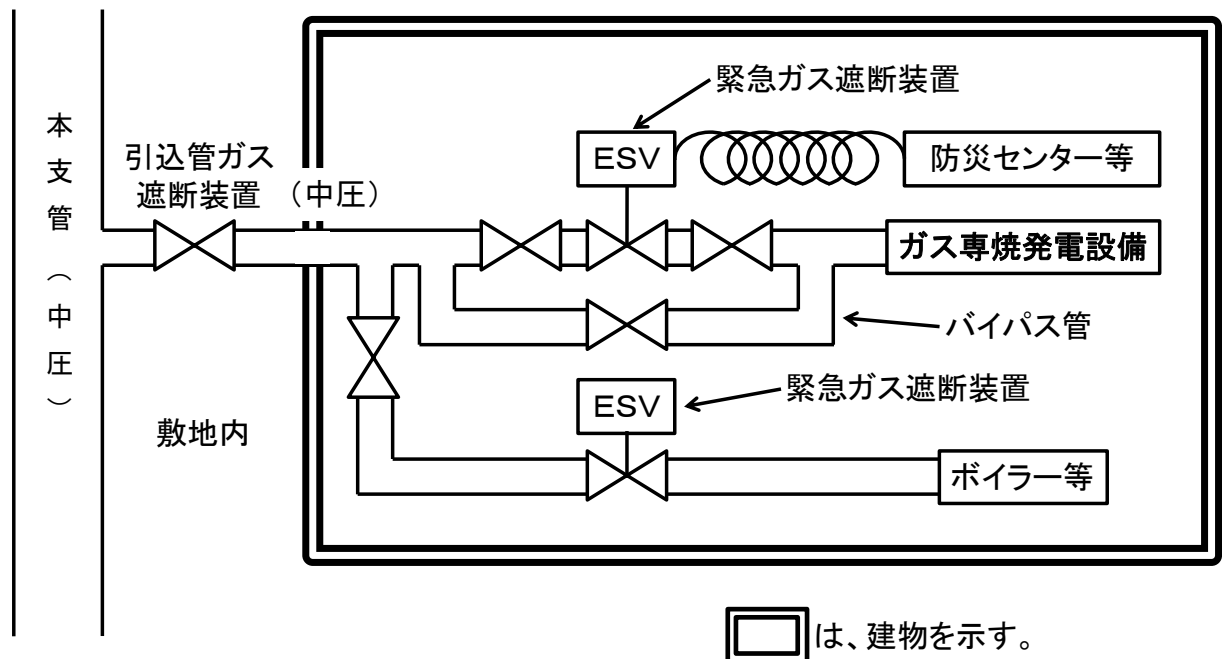 本支管（中圧）
引込管ガス
遮断装置
（中圧）
緊急ガス遮断装置
ESV
防災センター等
ガス専焼発電設備
バイパス管
緊急ガス遮断装置
ESV
敷地内
ボイラー等
は、建物を示す。